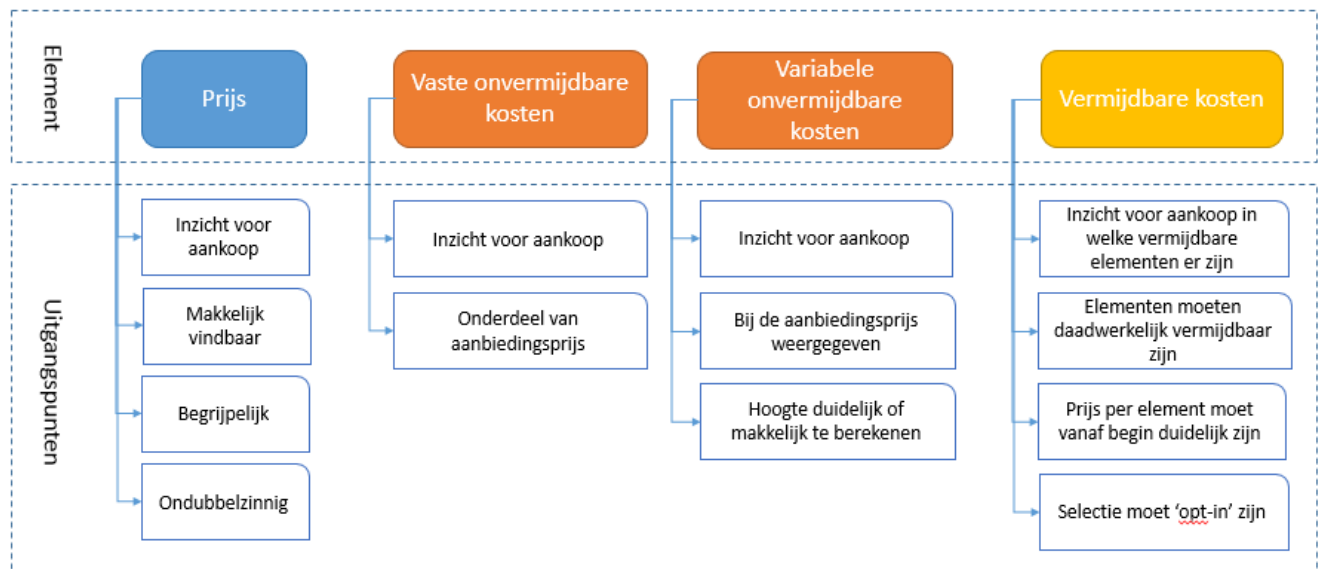 Element
Prijs
Vaste onvermijdbare
kosten
Variabele
onvermijdbare
kosten
Vermijdbare kosten
Uitgangspunten
Inzicht voor
aankoop
Makkelijk
vindbaar
Begrijpelijk
Ondubbelzinnig
Inzicht voor aankoop
Onderdeel van
aanbiedingsprijs
Inzicht voor aankoop
Bij de aanbiedingsprijs
weergegeven
Hoogte duidelijk of
makkelijk te berekenen
Inzicht voor aankoop in
welke vermijdbare
elementen er zijn
Elementen moeten
daadwerkelijk vermijdbaar
zijn
Prijs per element moet
vanaf begin duidelijk zijn
Selectie moet ‘opt-in’ zijn